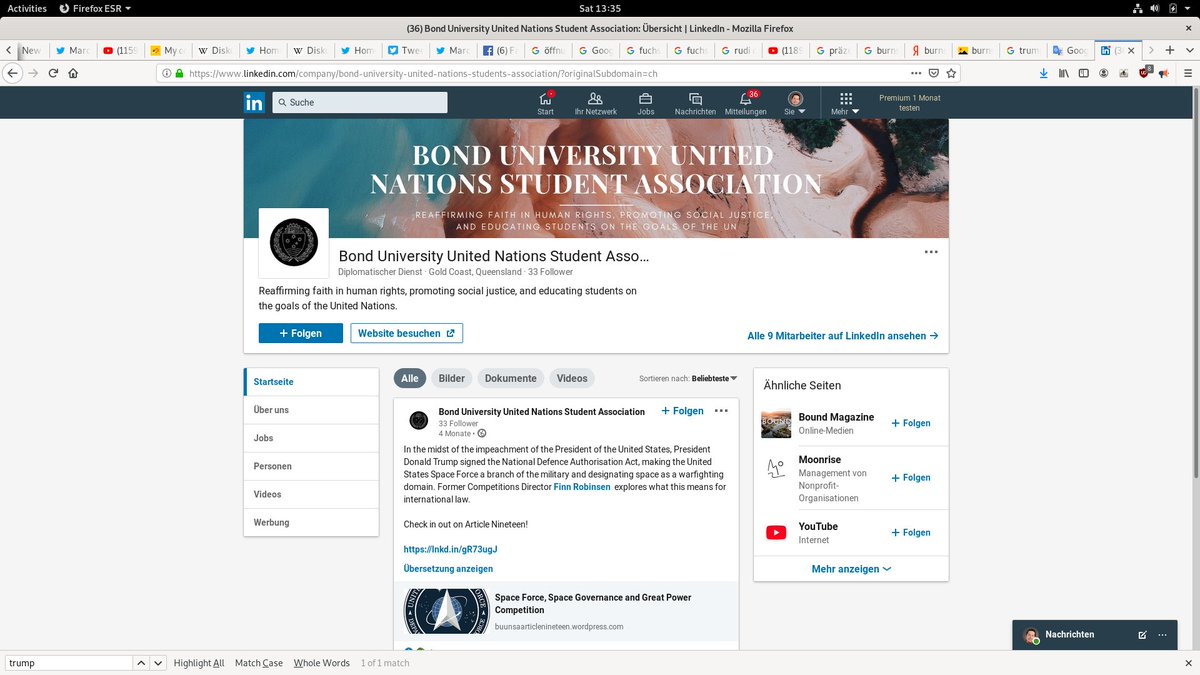 Activities Firefox ESR Sat 13:35
(36) Bond University United Nations Student Association: Übersicht | LinkedIn - Mozilla Firefox
New Marc (1159 My c Disk Hom Disk Hom Twee Marc (6) F öffnu Goog fuchs fuchs rudi (118 präz burne burn burne trum Goog (3
https://www.linkedin.com/company/bond-university-united-nations-students-association/?originalSubdomain=ch
in Suche
36
Start Ihr Netzwerk Jobs Nachrichten Mitteilungen Sie Mehr
Premium 1 Monat
testen
BOND UNIVERSITY UNITED
NATIONS STUDENT ASSOCIATION
REAFFIRMING FAITH IN HUMAN RIGHTS, PROMOTING SOCIAL JUSTICE,
AND EDUCATING STUDENTS ON THE GOALS OF THE UN
Bond University United Nations Student Asso...
Diplomatischer Dienst · Gold Coast, Queensland · 33 Follower
Reaffirming faith in human rights, promoting social justice, and educating students on
the goals of the United Nations.
+ Folgen
Website besuchen
Alle 9 Mitarbeiter auf LinkedIn ansehen →
Startseite
Über uns
Jobs
Personen
Videos
Werbung
Alle Bilder Dokumente Videos
Sortieren nach: Beliebteste
Bond University United Nations Student Association
+ Folgen
33 Follower
4 Monate •
In the midst of the impeachment of the President of the United States, President
Donald Trump signed the National Defence Authorisation Act, making the United
States Space Force a branch of the military and designating space as a warfighting
domain. Former Competitions Director Finn Robinsen explores what this means for
international law.
Check in out on Article Nineteen!
https://lnkd.in/gR73ugJ
Übersetzung anzeigen
Space Force, Space Governance and Great Power
Competition
buunsaarticlenineteen.wordpress.com
Ähnliche Seiten
BOUND
Bound Magazine
Online-Medien
+ Folgen
Moonrise
Management von
Nonprofit-
Organisationen
+ Folgen
YouTube
Internet
+ Folgen
Mehr anzeigen
Nachrichten
trump
Highlight All Match Case Whole Words 1 of 1 match